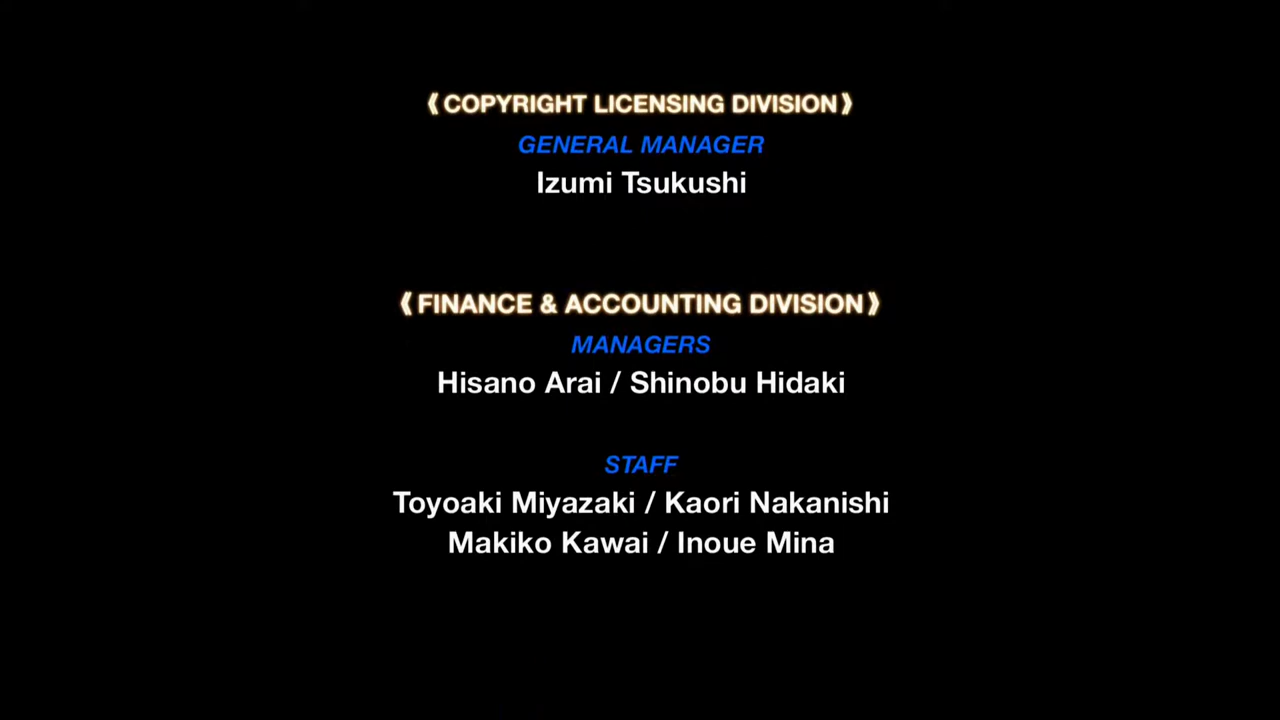 《COPYRIGHT LICENSING DIVISION》
GENERAL MANAGER
Izumi Tsukushi
《FINANCE & ACCOUNTING DIVISION》
MANAGERS
Hisano Arai / Shinobu Hidaki
STAFF
Toyoaki Miyazaki / Kaori Nakanishi
Makiko Kawai / Inoue Mina